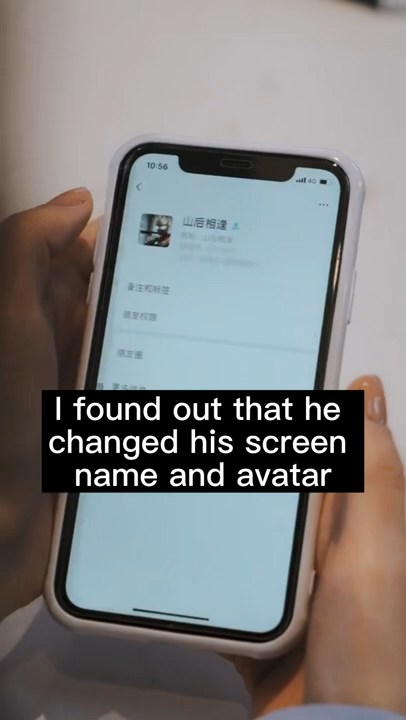 10:56
4G
山后相逢
备注和标签
朋友权限
朋友圈
I found out that he
changed his screen
name and avatar